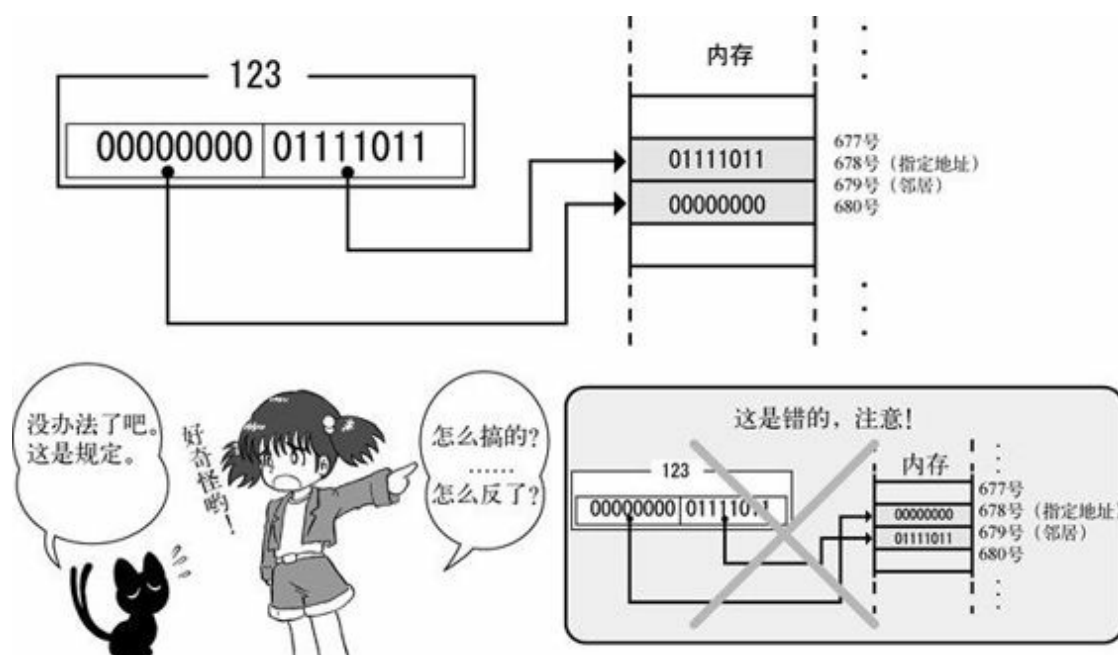 123
00000000 01111011
内存
01111011
00000000
677号
678号（指定地址）
679号（邻居）
680号
没办法了吧。
这是规定。
好奇怪哟！
怎么搞的？
……
怎么反了？
这是错的，注意！
123
00000000 01111011
内存
00000000
01111011
677号
678号（指定地址）
679号（邻居）
680号